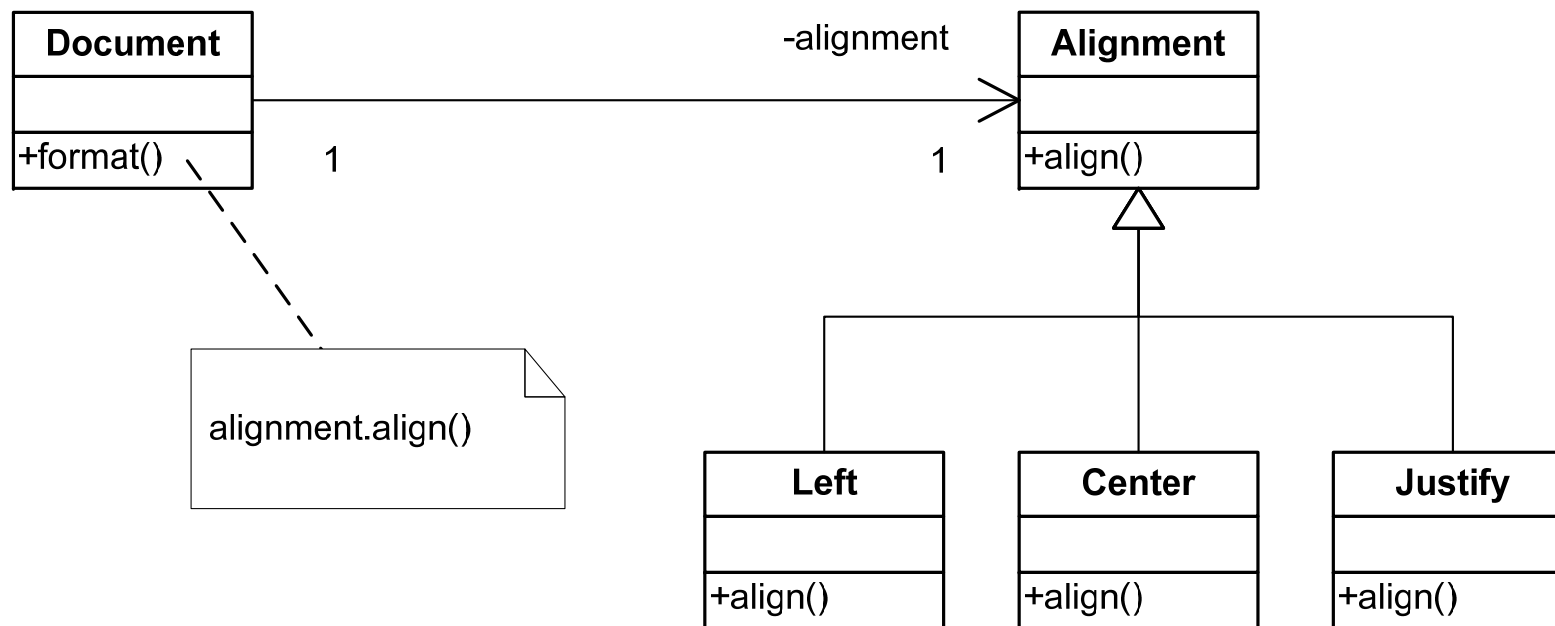 Document
-alignment
Alignment
+format()
1
1
+align()
alignment.align()
Left
Center
Justify
+align()
+align()
+align()